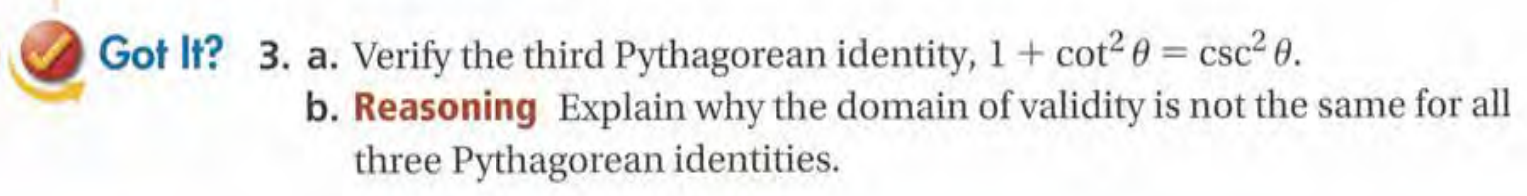 Got It? 3. a. Verify the third Pythagorean identity, 1 + cot² θ = csc² θ.
b. Reasoning Explain why the domain of validity is not the same for all
three Pythagorean identities.